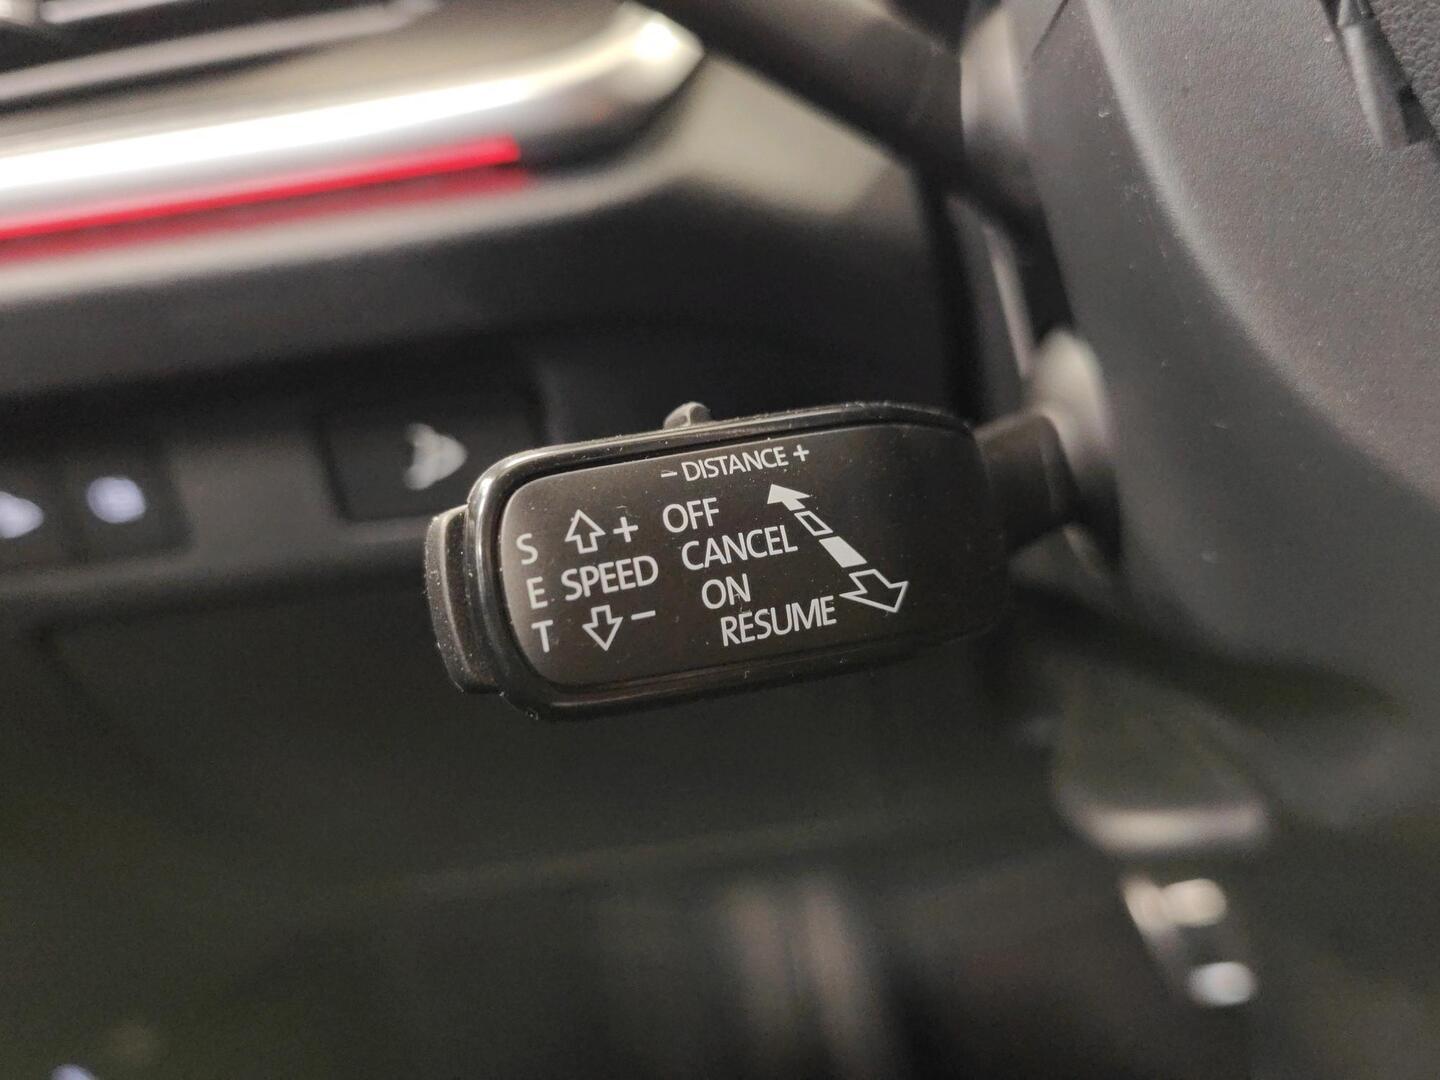 − DISTANCE +
S
E
T
+
SPEED
−
OFF
CANCEL
ON
RESUME